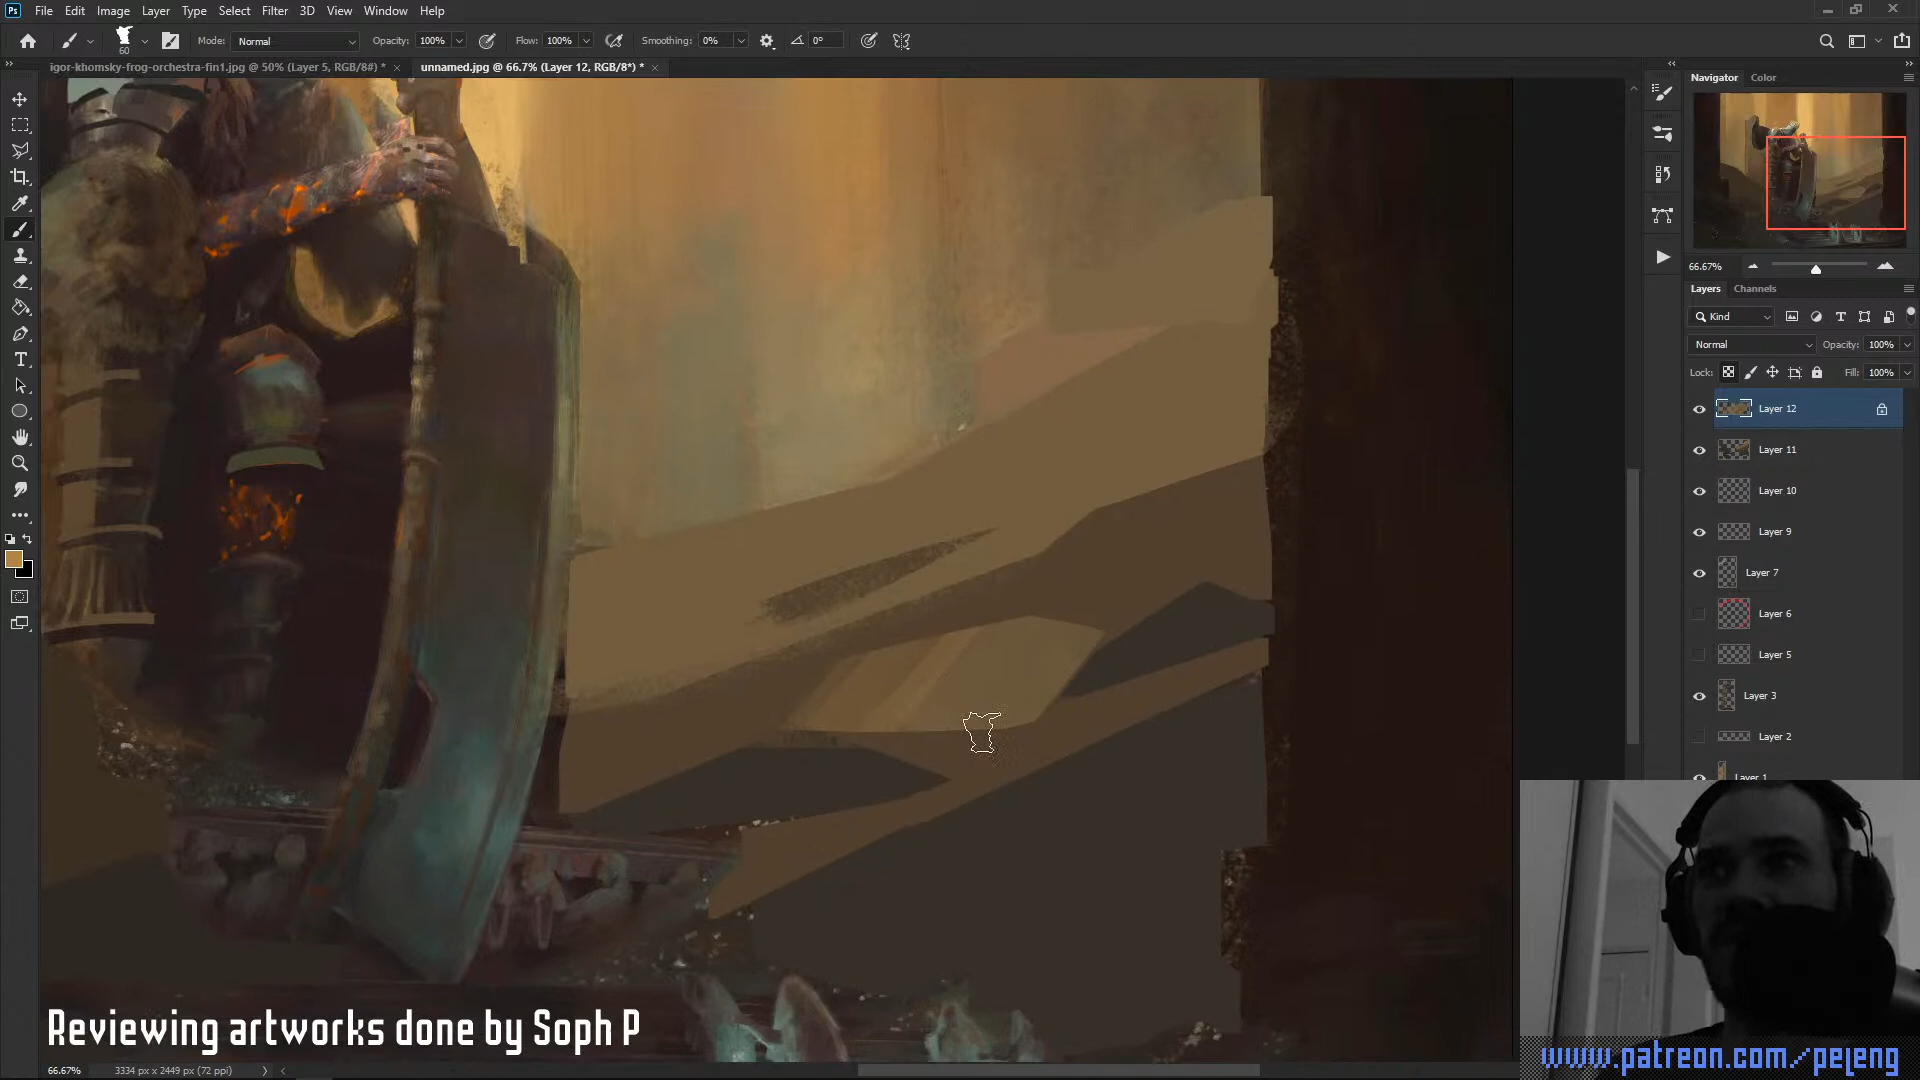 File Edit Image Layer Type Select Filter 3D View Window Help
60 Mode: Normal Opacity: 100% Flow: 100% Smoothing: 0% 0°
igor-khomsky-frog-orchestra-fin1.jpg @ 50% (Layer 5, RGB/8#) * unnamed.jpg @ 66.7% (Layer 12, RGB/8*) *
Navigator Color
66.67%
Layers Channels
Kind
Normal Opacity: 100%
Lock: Fill: 100%
Layer 12
Layer 11
Layer 10
Layer 9
Layer 7
Layer 6
Layer 5
Layer 3
Layer 2
Layer 1
Reviewing artworks done by Soph P
www.patreon.com/peleng
66.67% 3334 px x 2449 px (72 ppi)